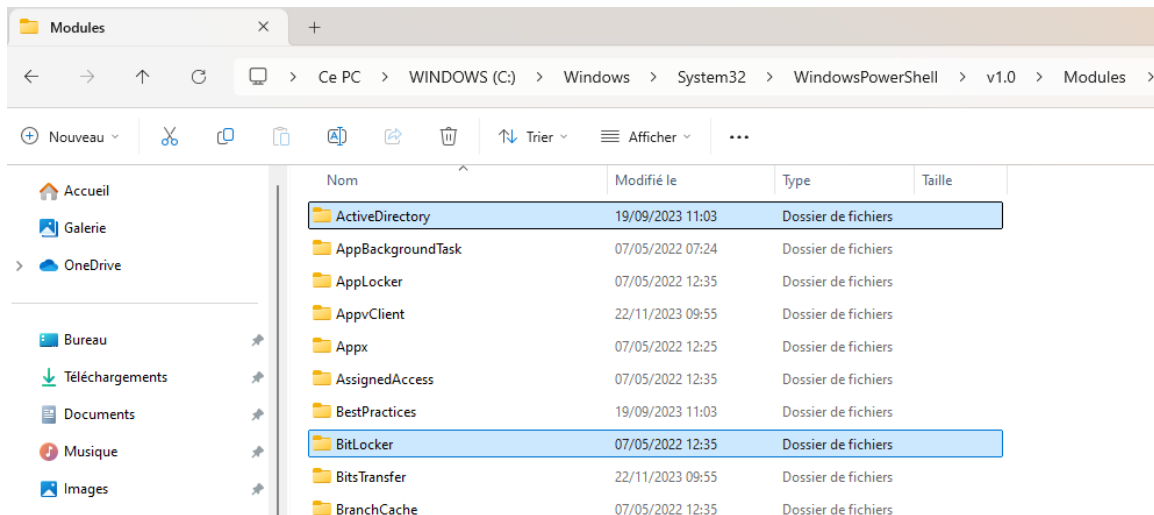 Modules
Ce PC > WINDOWS (C:) > Windows > System32 > WindowsPowerShell > v1.0 > Modules >
Nouveau Trier Afficher ...
Nom Modifié le Type Taille
Accueil
Galerie
OneDrive
Bureau
Téléchargements
Documents
Musique
Images
ActiveDirectory 19/09/2023 11:03 Dossier de fichiers
AppBackgroundTask 07/05/2022 07:24 Dossier de fichiers
AppLocker 07/05/2022 12:35 Dossier de fichiers
AppvClient 22/11/2023 09:55 Dossier de fichiers
Appx 07/05/2022 12:25 Dossier de fichiers
AssignedAccess 07/05/2022 12:35 Dossier de fichiers
BestPractices 19/09/2023 11:03 Dossier de fichiers
BitLocker 07/05/2022 12:35 Dossier de fichiers
BitsTransfer 22/11/2023 09:55 Dossier de fichiers
BranchCache 07/05/2022 12:35 Dossier de fichiers